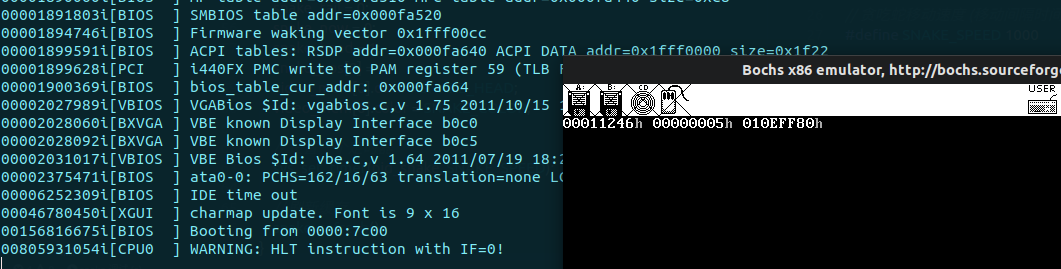 00001891803i[BIOS  ] SMBIOS table addr=0x000fa520
00001894746i[BIOS  ] Firmware waking vector 0x1fff00cc
00001899591i[BIOS  ] ACPI tables: RSDP addr=0x000fa640 ACPI DATA addr=0x1fff0000 size=0x1f22
00001899628i[PCI   ] i440FX PMC write to PAM register 59 (TLB F
00001900369i[BIOS  ] bios_table_cur_addr: 0x000fa664
00002027989i[VBIOS ] VGABios $Id: vgabios.c,v 1.75 2011/10/15 1
00002028060i[BXVGA ] VBE known Display Interface b0c0
00002028092i[BXVGA ] VBE known Display Interface b0c5
00002031017i[VBIOS ] VBE Bios $Id: vbe.c,v 1.64 2011/07/19 18:2
00002375471i[BIOS  ] ata0-0: PCHS=162/16/63 translation=none LC
00006252309i[BIOS  ] IDE time out
00046780450i[XGUI  ] charmap update. Font is 9 x 16
00156816675i[BIOS  ] Booting from 0000:7c00
00805931054i[CPU0  ] WARNING: HLT instruction with IF=0!
Bochs x86 emulator, http://bochs.sourceforg
A: B: CD USER
00011246h 00000005h 010EFF80h